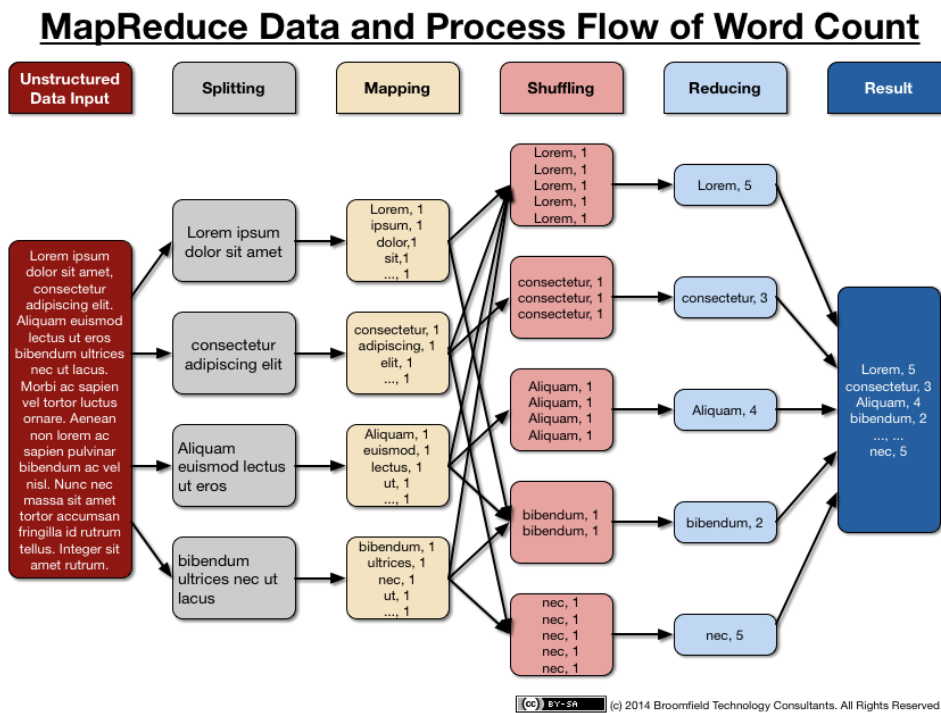 MapReduce Data and Process Flow of Word Count
Unstructured
Data Input
Splitting
Mapping
Shuffling
Reducing
Result
Lorem ipsum
dolor sit amet,
consectetur
adipiscing elit.
Aliquam euismod
lectus ut eros
bibendum ultrices
nec ut lacus.
Morbi ac sapien
vel tortor luctus
ornare. Aenean
non lorem ac
sapien pulvinar
bibendum ac vel
nisl. Nunc nec
massa sit amet
tortor accumsan
fringilla id rutrum
tellus. Integer sit
amet rutrum.
Lorem ipsum
dolor sit amet
consectetur
adipiscing elit
Aliquam
euismod lectus
ut eros
bibendum
ultrices nec ut
lacus
Lorem, 1
ipsum, 1
dolor,1
sit,1
..., 1
consectetur, 1
adipiscing, 1
elit, 1
..., 1
Aliquam, 1
euismod, 1
lectus, 1
ut, 1
..., 1
bibendum, 1
ultrices, 1
nec, 1
ut, 1
..., 1
Lorem, 1
Lorem, 1
Lorem, 1
Lorem, 1
Lorem, 1
consectetur, 1
consectetur, 1
consectetur, 1
Aliquam, 1
Aliquam, 1
Aliquam, 1
Aliquam, 1
bibendum, 1
bibendum, 1
nec, 1
nec, 1
nec, 1
nec, 1
nec, 1
Lorem, 5
consectetur, 3
Aliquam, 4
bibendum, 2
nec, 5
Lorem, 5
consectetur, 3
Aliquam, 4
bibendum, 2
..., ...
nec, 5
(cc) BY-SA (c) 2014 Broomfield Technology Consultants. All Rights Reserved.